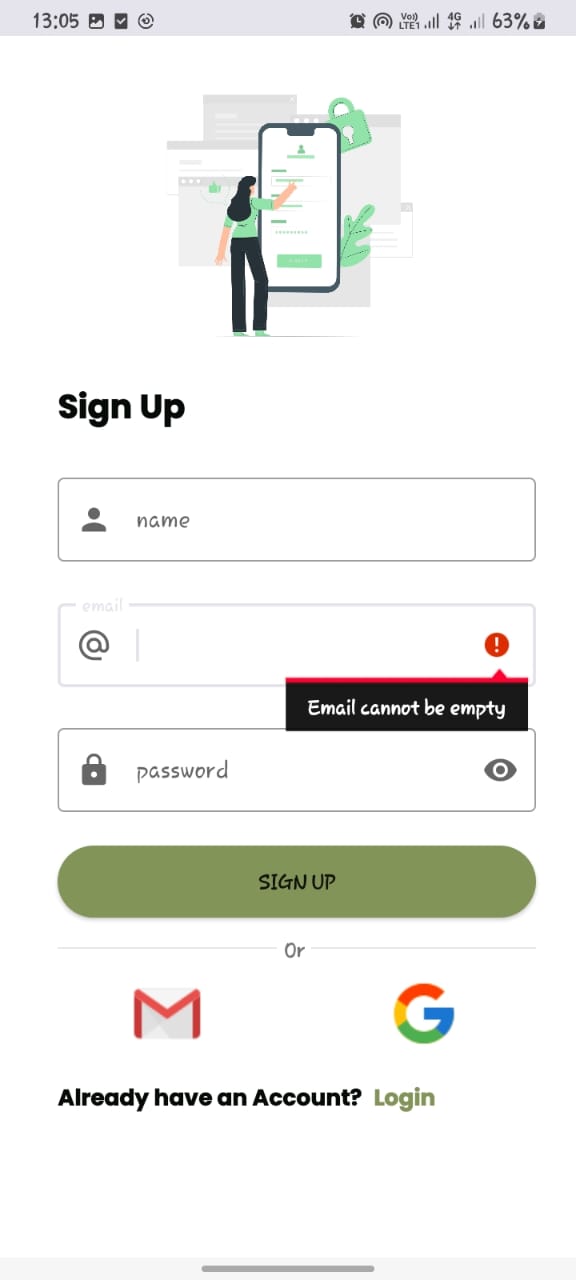 13:05
Vo)) LTE1 4G 63%
Sign Up
name
email
Email cannot be empty
password
SIGN UP
Or
Already have an Account? Login